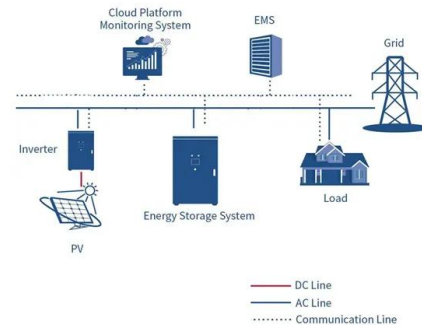 Cloud Platform
Monitoring System
EMS
Grid
Inverter
Energy Storage System
Load
PV
DC Line
AC Line
Communication Line